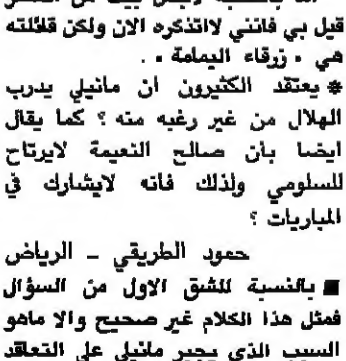 قيل بي فانني لااتذكره الان ولكن قائلته
هي « زرقاء اليمامة » .
* يعتقد الكثيرون ان مانيلي يدرب
الهلال من غير رغبه منه ؟ كما يقال
ايضا بأن صالح النعيمة لايرتاح
للسلومي ولذلك فأنه لايشارك في
المباريات ؟
حمود الطريقي ـ الرياض
■ بالنسبة للشق الاول من السؤال
فمثل هذا الكلام غير صحيح والا ماهو
السبب الذي يجبر مانيلي على التعاقد